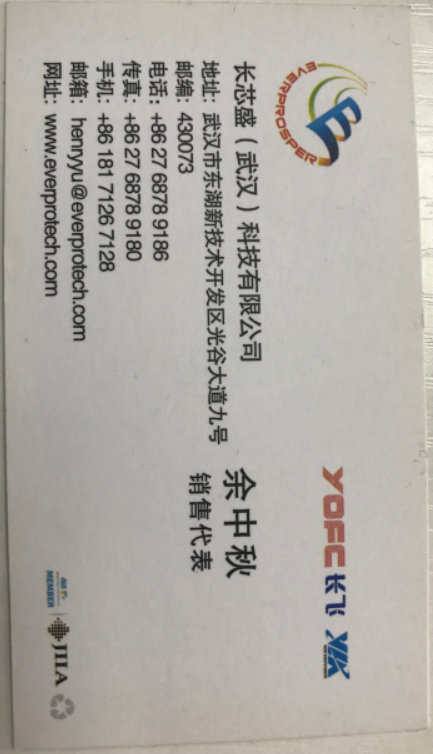 EVERPROSPER
YOFC 长飞
余中秋
销售代表
长芯盛（武汉）科技有限公司
地址：武汉市东湖新技术开发区光谷大道九号
邮编：430073
电话：+86 27 6878 9186
传真：+86 27 6878 9180
手机：+86 181 7126 7128
邮箱：henryyu@everprotech.com
网址：www.everprotech.com
MEMBER
JILA